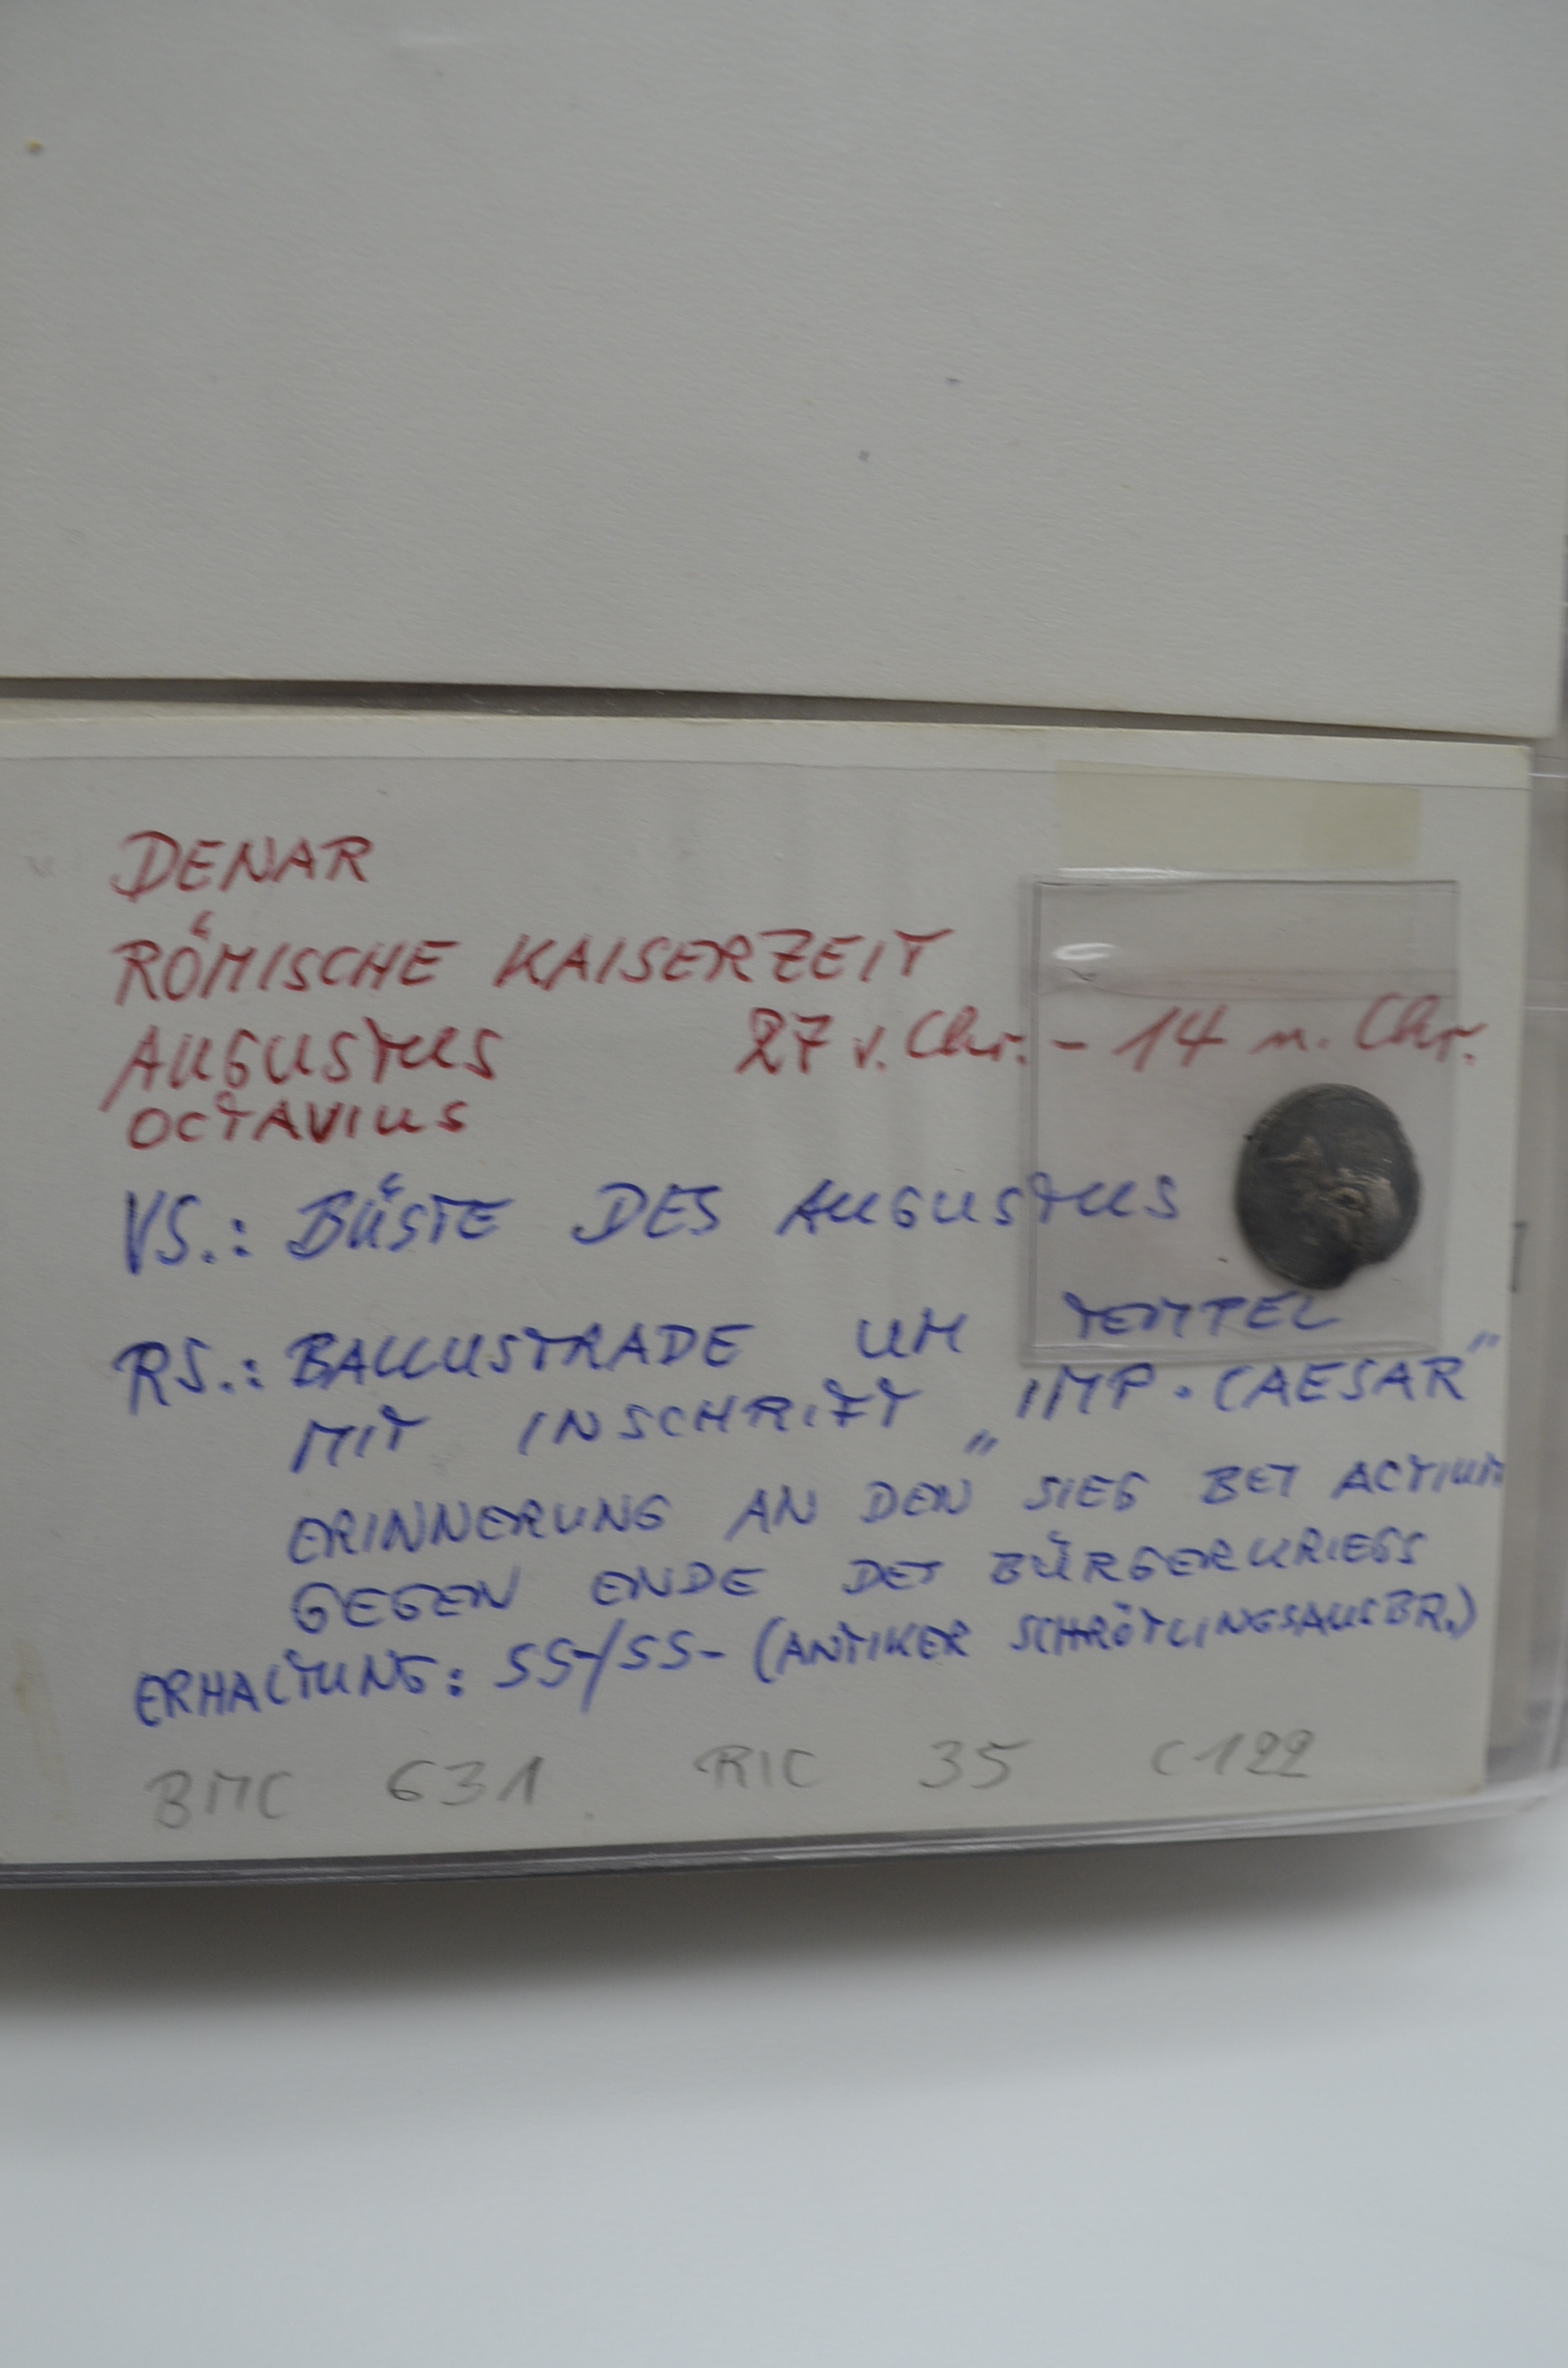 DENAR
RÖMISCHE KAISERZEIT
AUGUSTUS 27 v. Chr. - 14 n. Chr.
OCTAVIUS
VS.: BÜSTE DES AUGUSTUS
RS.: BALLUSTRADE UM TEMPEL
MIT INSCHRIFT „IMP. CAESAR"
ERINNERUNG AN DEN SIEG BEI ACTIUM
GEGEN ENDE DES BÜRGERKRIEGS
ERHALTUNG: SS-/SS- (ANTIKER SCHRÖTLINGSAUSBR.)
BMC 631. RIC 35 C122